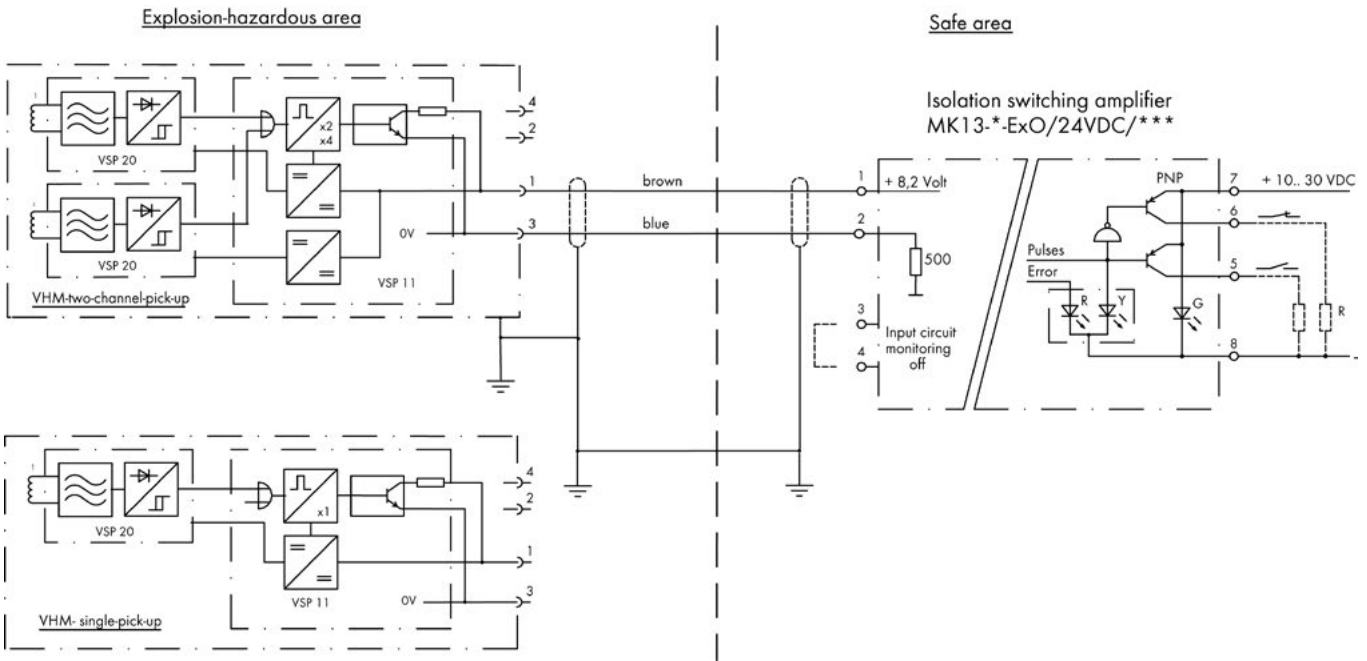 Explosion-hazardous area
Safe area
VSP 20
x2
x4
4
2
1
3
0V
VSP 20
VSP 11
VHM-two-channel-pick-up
brown
blue
Isolation switching amplifier
MK13-*-ExO/24VDC/***
1
+ 8,2 Volt
2
500
3
4
Input circuit
monitoring
off
PNP
Pulses
Error
R
Y
G
7
+ 10.. 30 VDC
6
5
R
8
-
VSP 20
x1
4
2
1
3
0V
VSP 11
VHM- single-pick-up